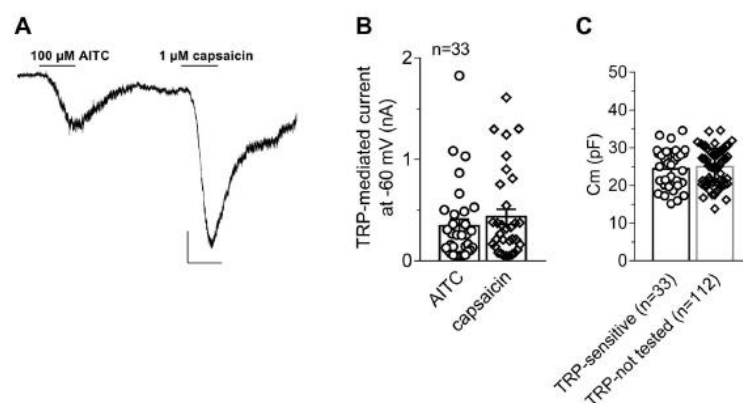 A
100 µM AITC
1 µM capsaicin
B
n=33
TRP-mediated current
at -60 mV (nA)
2
1
0
AITC
capsaicin
C
Cm (pF)
50
40
30
20
10
0
TRP-sensitive (n=33)
TRP-not tested (n=112)